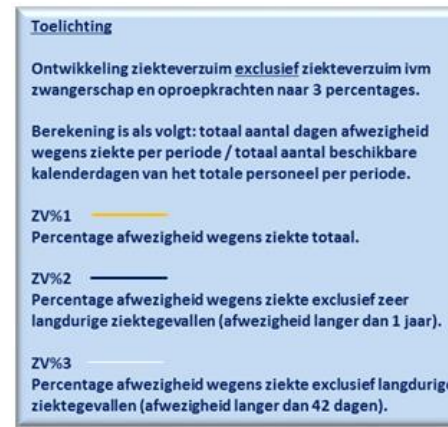 Toelichting
Ontwikkeling ziekteverzuim exclusief ziekteverzuim ivm
zwangerschap en oproepkrachten naar 3 percentages.
Berekening is als volgt: totaal aantal dagen afwezigheid
wegens ziekte per periode / totaal aantal beschikbare
kalenderdagen van het totale personeel per periode.
ZV%1
Percentage afwezigheid wegens ziekte totaal.
ZV%2
Percentage afwezigheid wegens ziekte exclusief zeer
langdurige ziektegevallen (afwezigheid langer dan 1 jaar).
ZV%3
Percentage afwezigheid wegens ziekte exclusief langdurige
ziektegevallen (afwezigheid langer dan 42 dagen).